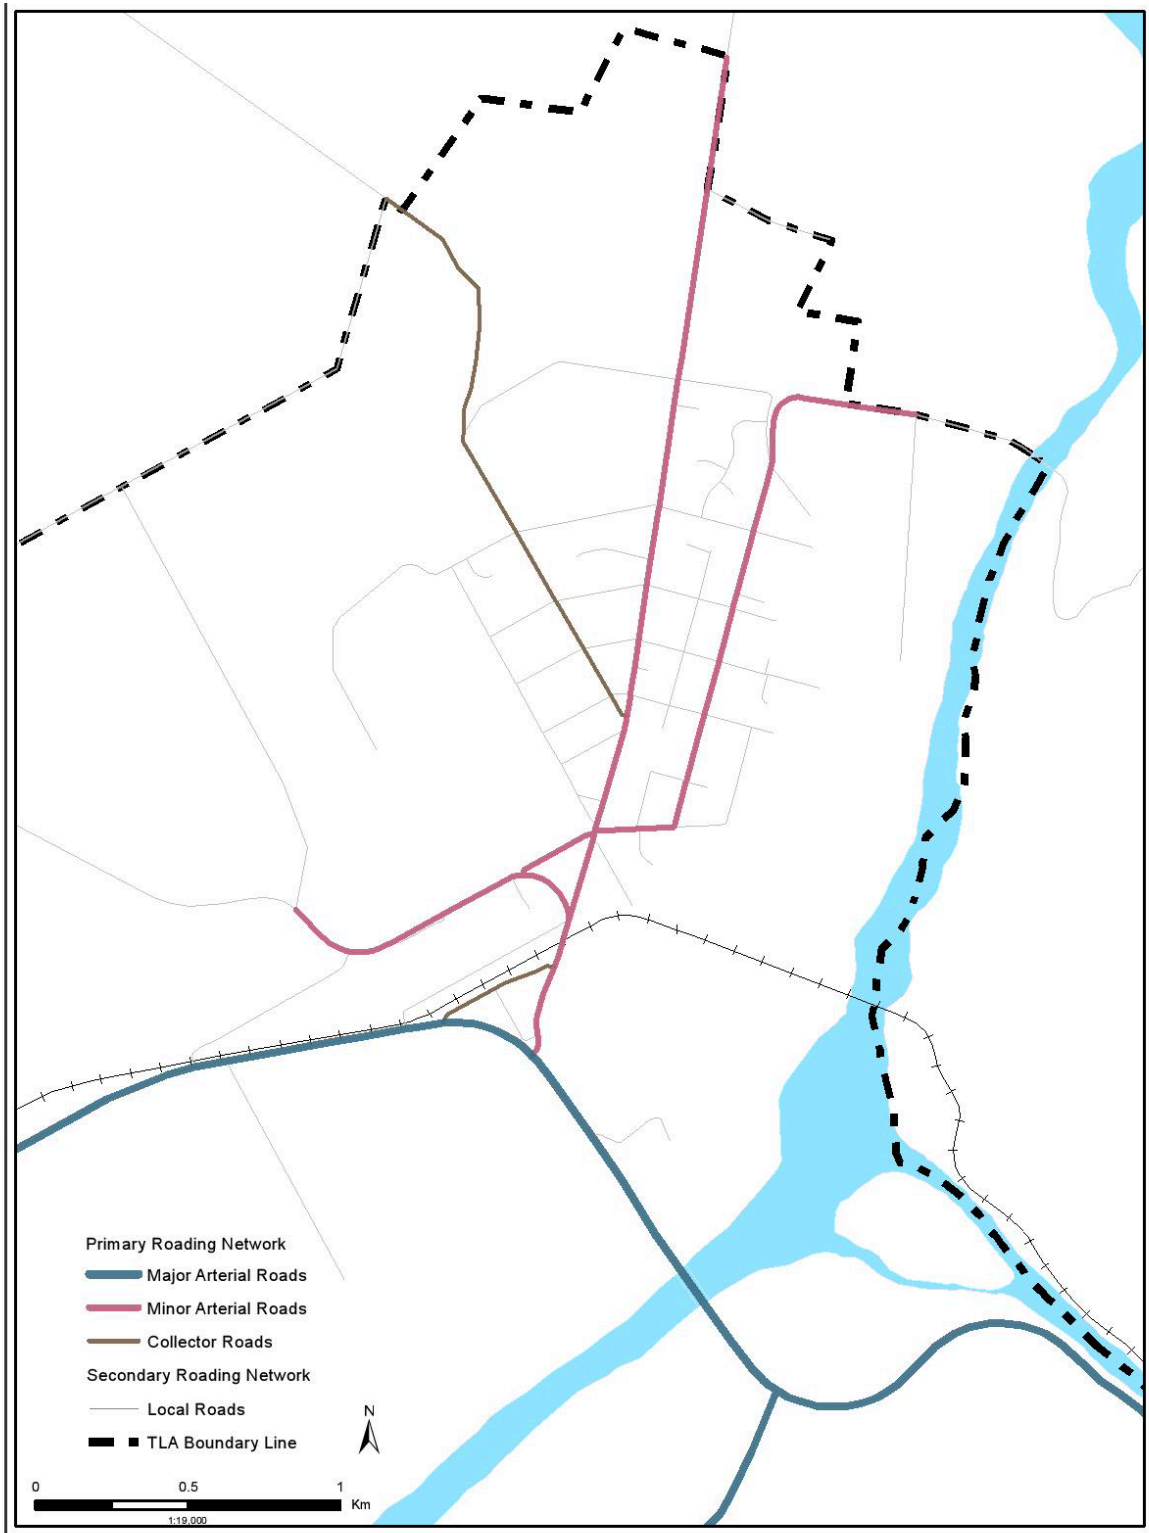 Primary Roading Network
Major Arterial Roads
Minor Arterial Roads
Collector Roads
Secondary Roading Network
Local Roads
TLA Boundary Line
N
0 0.5 1
Km
1:19,000